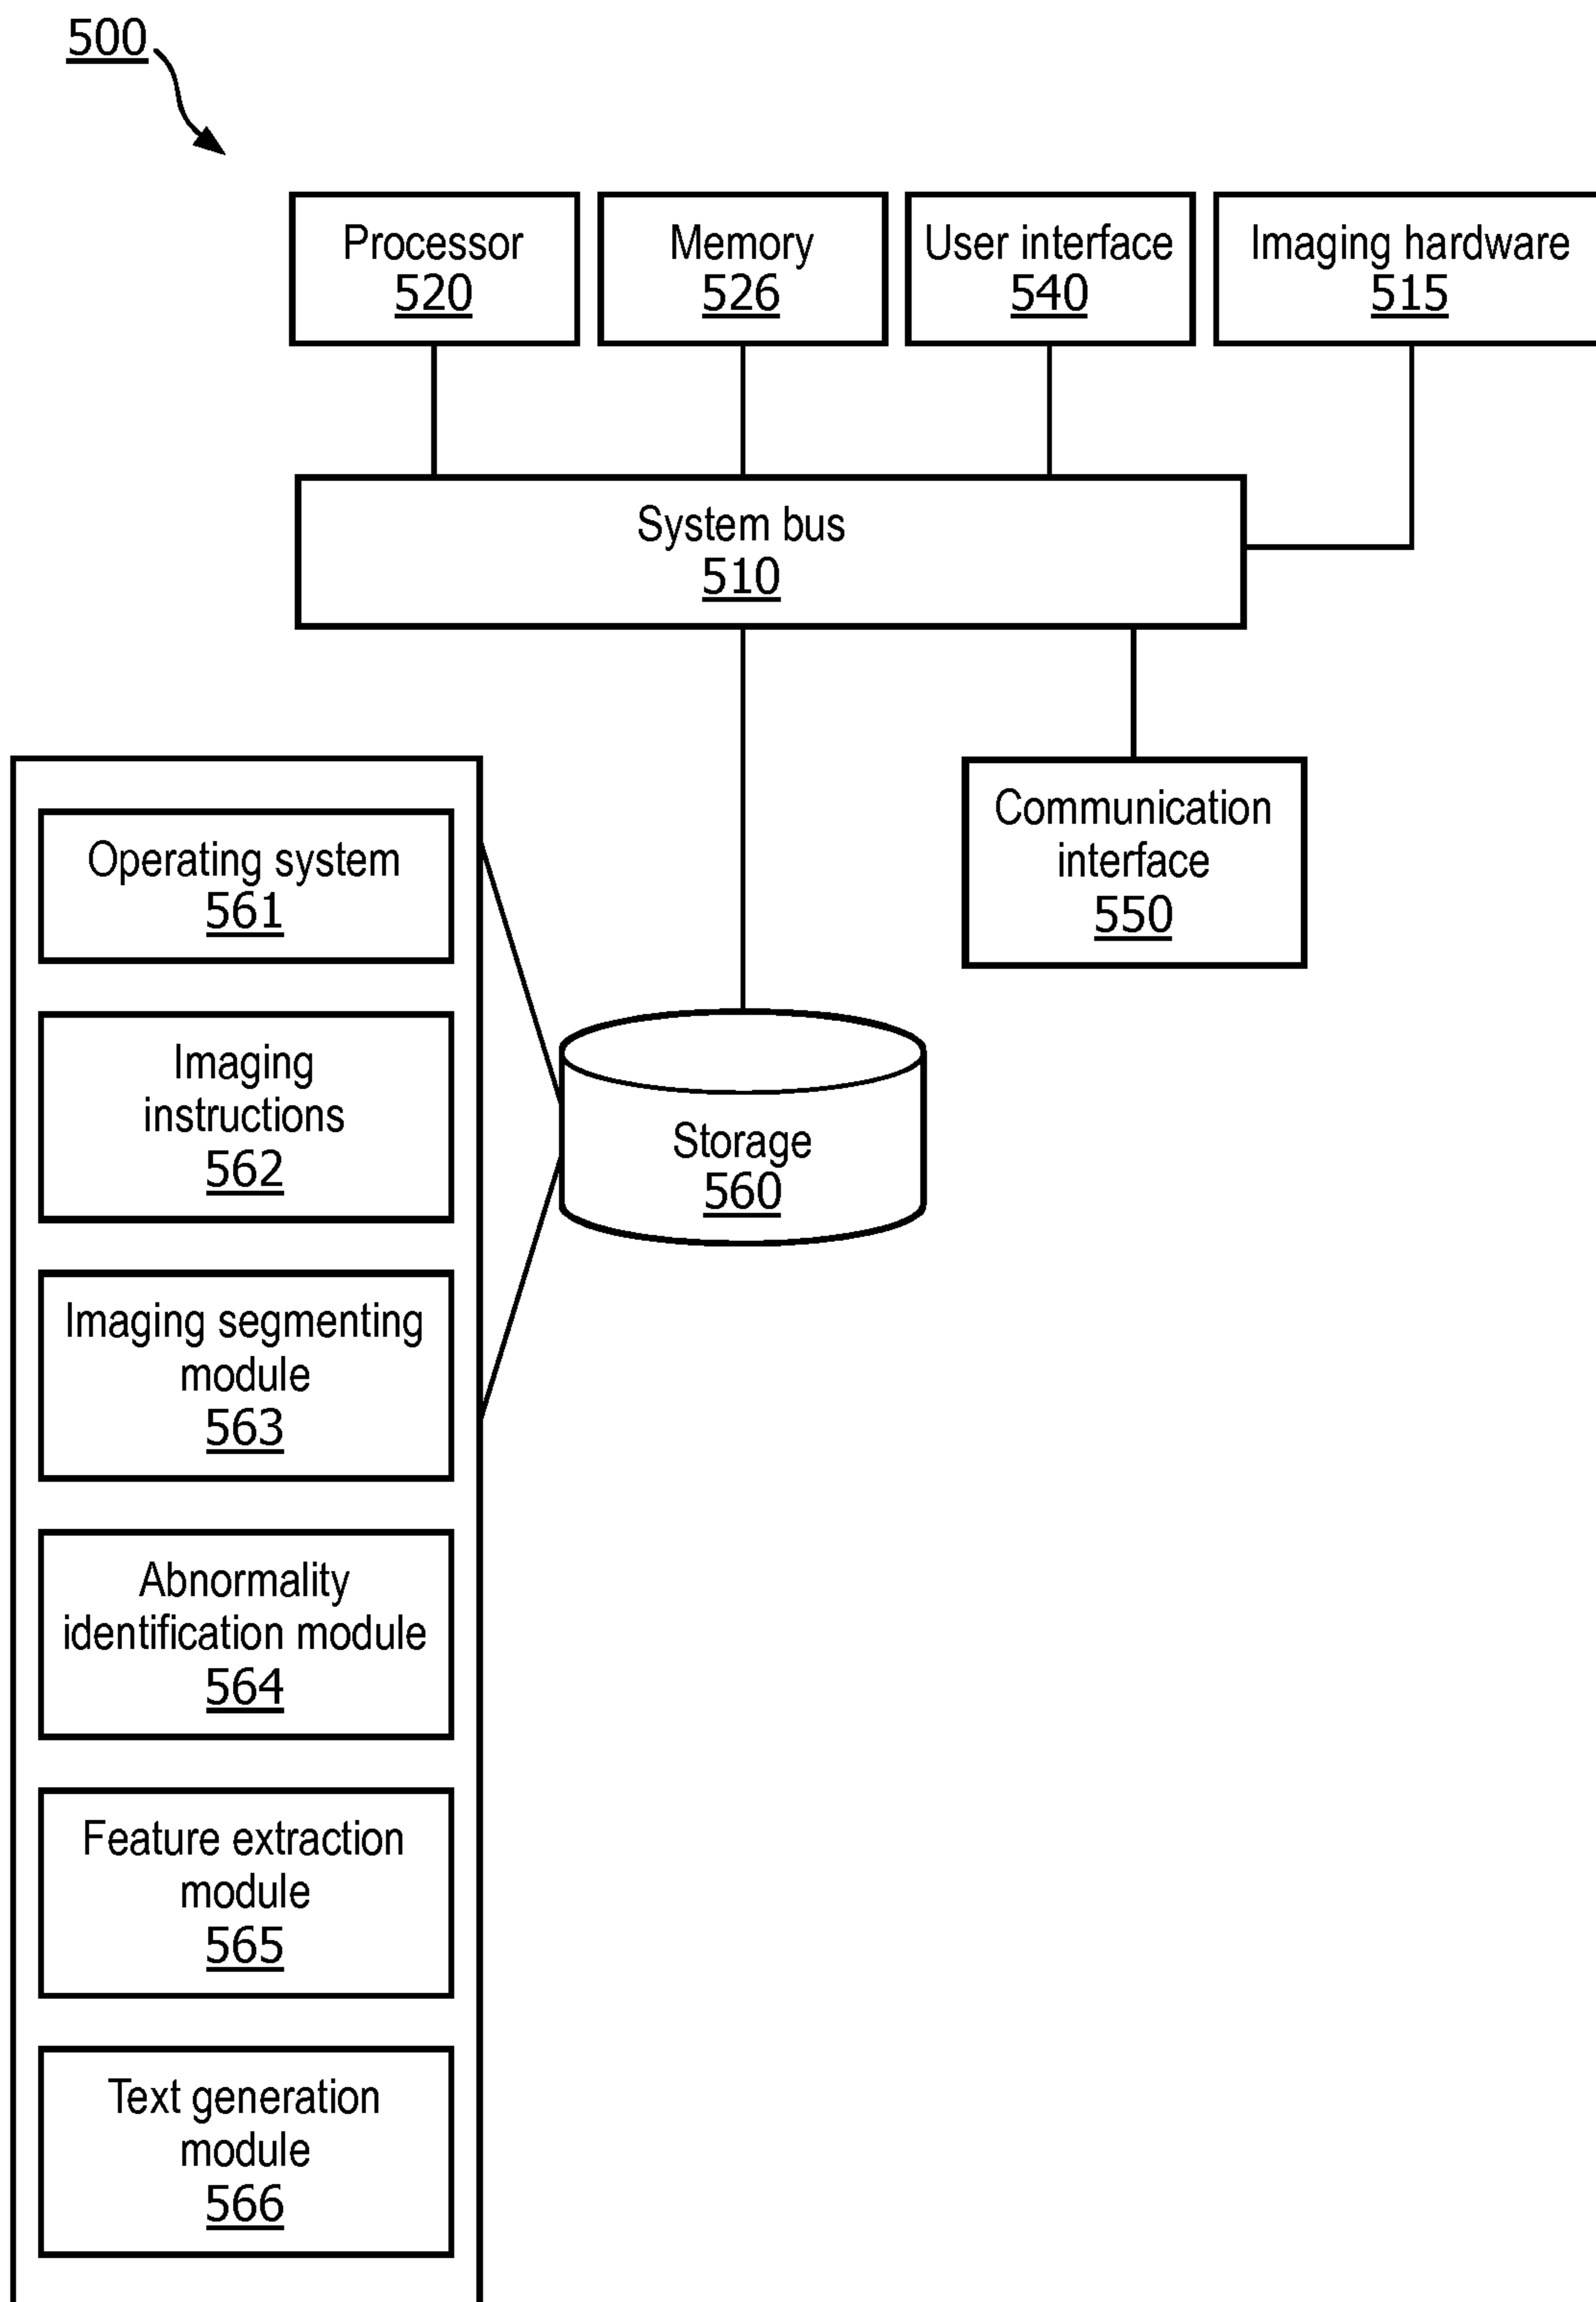 500
Processor
520
Memory
526
User interface
540
Imaging hardware
515
System bus
510
Communication
interface
550
Operating system
561
Imaging
instructions
562
Storage
560
Imaging segmenting
module
563
Abnormality
identification module
564
Feature extraction
module
565
Text generation
module
566